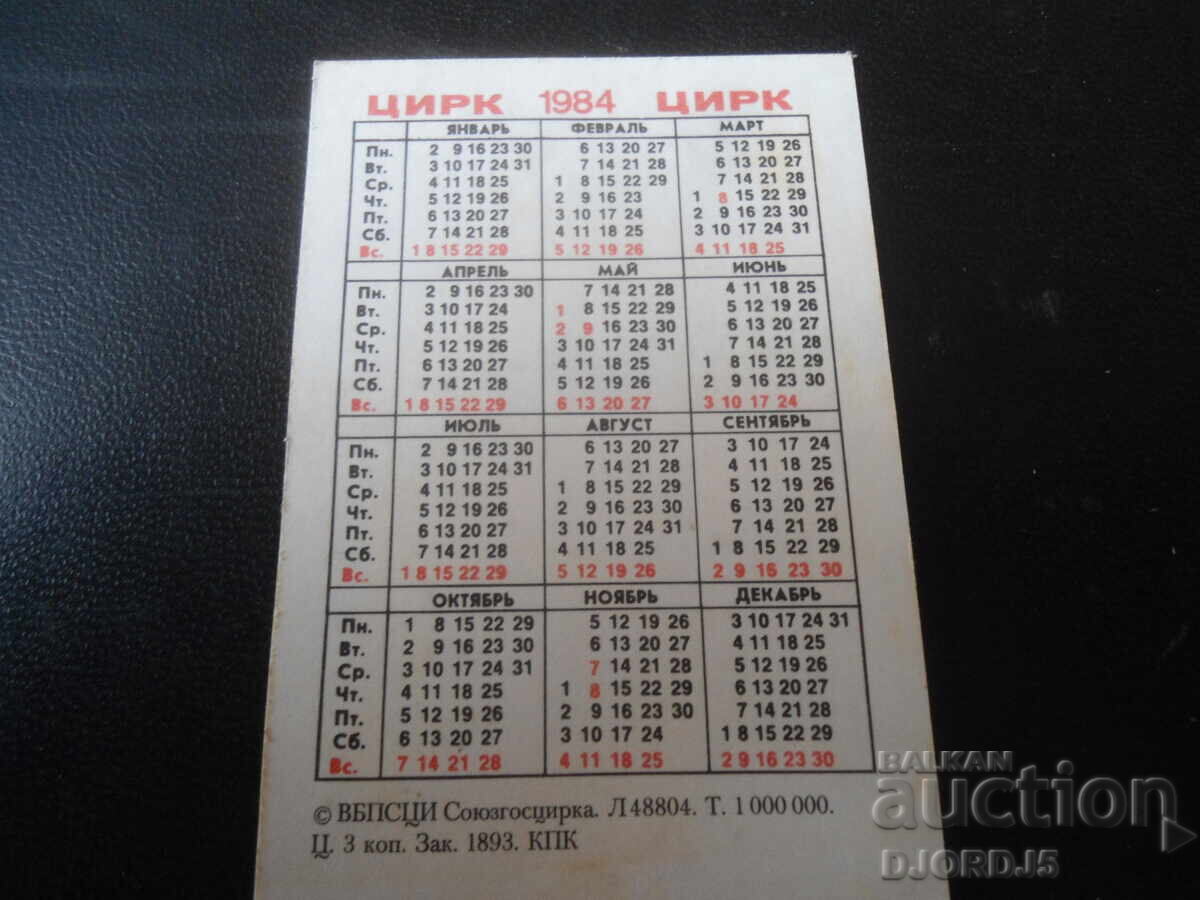 ЦИРК 1984 ЦИРК
ЯНВАРЬ ФЕВРАЛЬ МАРТ
Пн. 2 9 16 23 30 6 13 20 27 5 12 19 26
Вт. 3 10 17 24 31 7 14 21 28 6 13 20 27
Ср. 4 11 18 25 1 8 15 22 29 7 14 21 28
Чт. 5 12 19 26 2 9 16 23 1 8 15 22 29
Пт. 6 13 20 27 3 10 17 24 2 9 16 23 30
Сб. 7 14 21 28 4 11 18 25 3 10 17 24 31
Вс. 1 8 15 22 29 5 12 19 26 4 11 18 25
АПРЕЛЬ МАЙ ИЮНЬ
Пн. 2 9 16 23 30 7 14 21 28 4 11 18 25
Вт. 3 10 17 24 1 8 15 22 29 5 12 19 26
Ср. 4 11 18 25 2 9 16 23 30 6 13 20 27
Чт. 5 12 19 26 3 10 17 24 31 7 14 21 28
Пт. 6 13 20 27 4 11 18 25 1 8 15 22 29
Сб. 7 14 21 28 5 12 19 26 2 9 16 23 30
Вс. 1 8 15 22 29 6 13 20 27 3 10 17 24
ИЮЛЬ АВГУСТ СЕНТЯБРЬ
Пн. 2 9 16 23 30 6 13 20 27 3 10 17 24
Вт. 3 10 17 24 31 7 14 21 28 4 11 18 25
Ср. 4 11 18 25 1 8 15 22 29 5 12 19 26
Чт. 5 12 19 26 2 9 16 23 30 6 13 20 27
Пт. 6 13 20 27 3 10 17 24 31 7 14 21 28
Сб. 7 14 21 28 4 11 18 25 1 8 15 22 29
Вс. 1 8 15 22 29 5 12 19 26 2 9 16 23 30
ОКТЯБРЬ НОЯБРЬ ДЕКАБРЬ
Пн. 1 8 15 22 29 5 12 19 26 3 10 17 24 31
Вт. 2 9 16 23 30 6 13 20 27 4 11 18 25
Ср. 3 10 17 24 31 7 14 21 28 5 12 19 26
Чт. 4 11 18 25 1 8 15 22 29 6 13 20 27
Пт. 5 12 19 26 2 9 16 23 30 7 14 21 28
Сб. 6 13 20 27 3 10 17 24 1 8 15 22 29
Вс. 7 14 21 28 4 11 18 25 2 9 16 23 30
© ВБПСЦИ Союзгосцирка. Л 48804. Т. 1 000 000.
Ц. 3 коп. Зак. 1893. КПК
BALKAN
auction
DJORDJ5